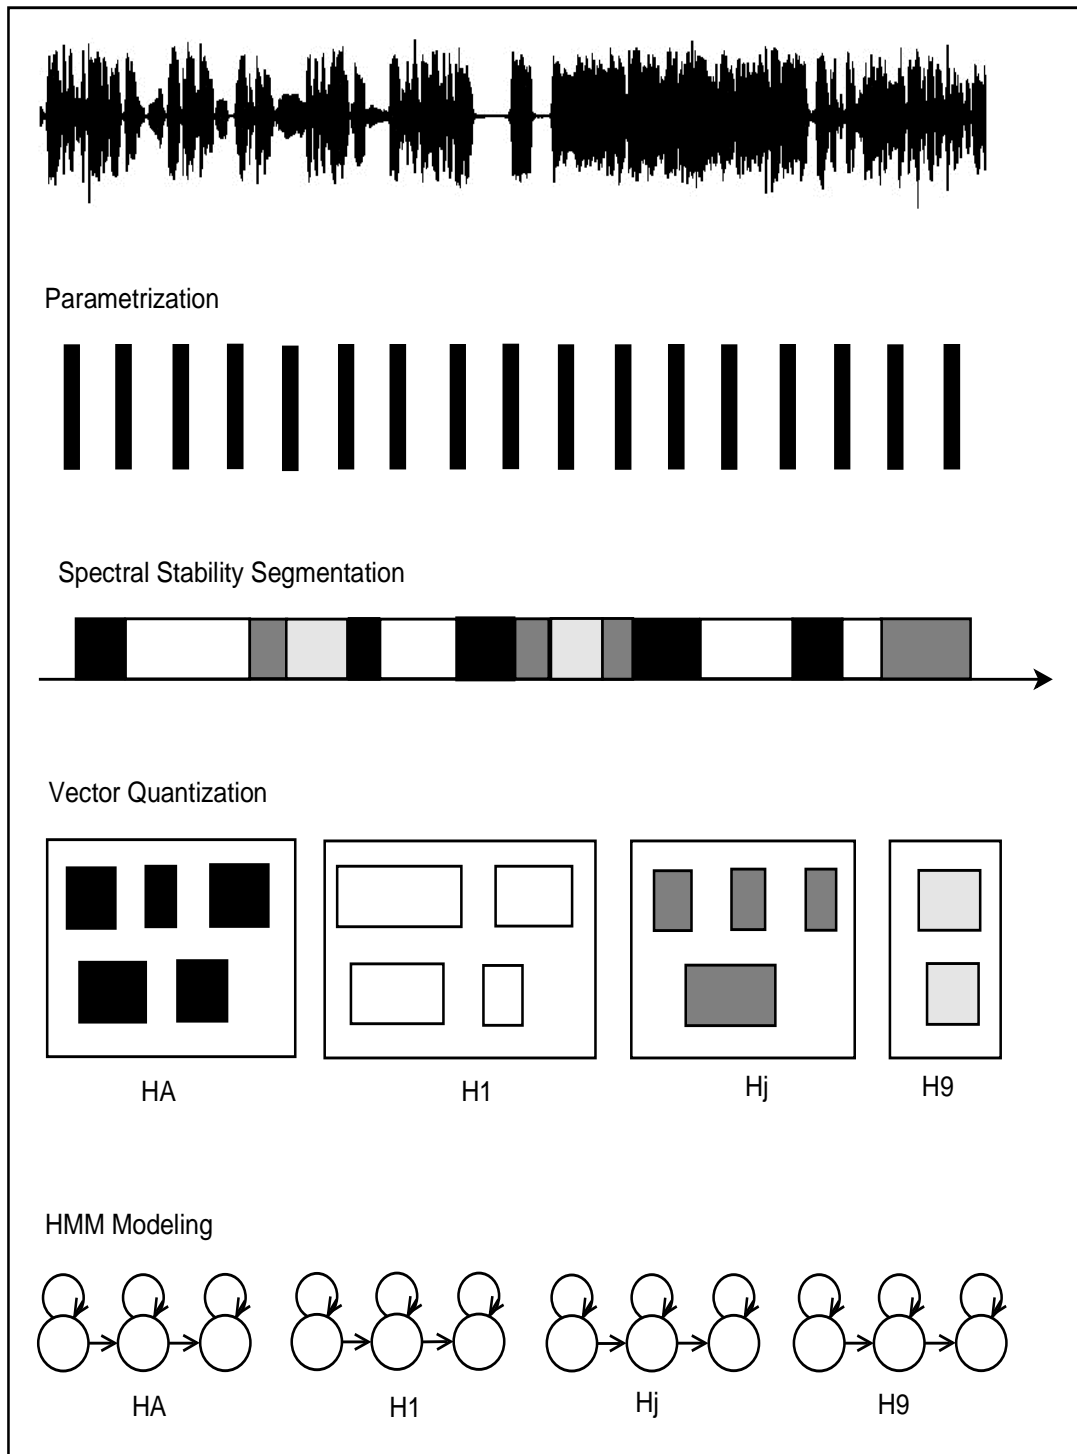 Parametrization
Spectral Stability Segmentation
Vector Quantization
HA H1 Hj H9
HMM Modeling
HA H1 Hj H9